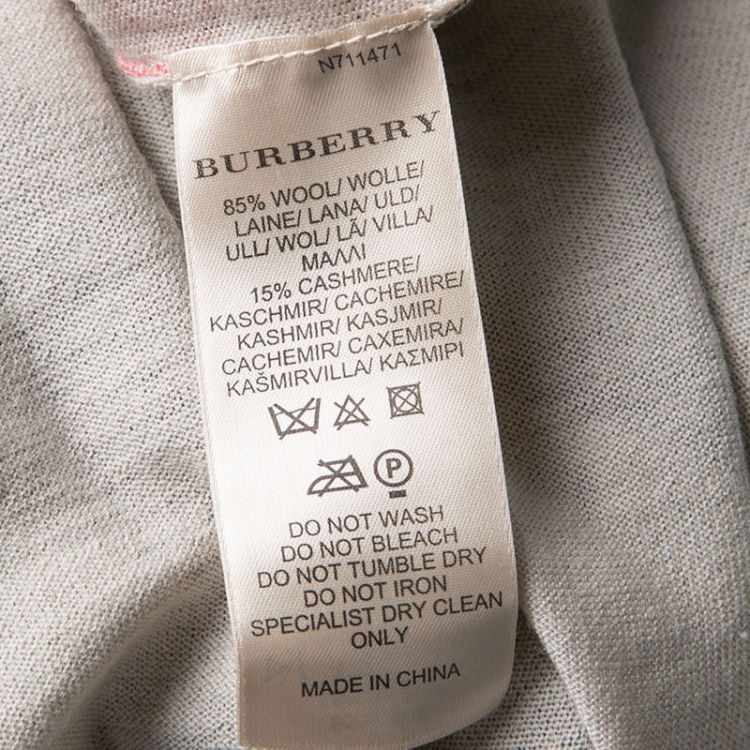 N711471
BURBERRY
85% WOOL/ WOLLE/
LAINE/ LANA/ ULD/
ULL/ WOL/ LÃ/ VILLA/
ΜΑΛΛΙ
15% CASHMERE/
KASCHMIR/ CACHEMIRE/
KASHMIR/ KASJMIR/
CACHEMIR/ CAXEMIRA/
KAŠMIRVILLA/ ΚΑΣΜΙΡΙ
P
DO NOT WASH
DO NOT BLEACH
DO NOT TUMBLE DRY
DO NOT IRON
SPECIALIST DRY CLEAN
ONLY
MADE IN CHINA